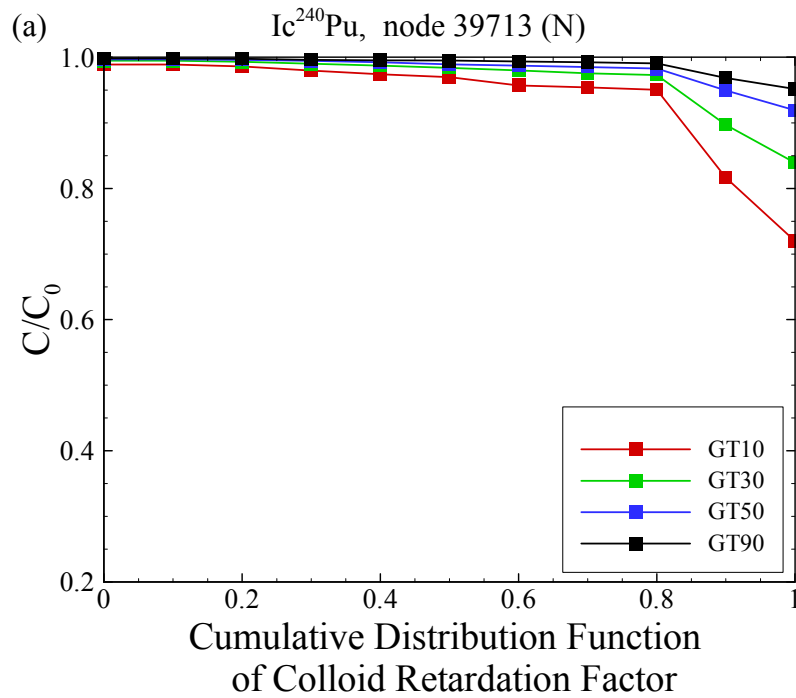 (a) Ic²⁴⁰Pu, node 39713 (N)
1.0
0.8
0.6
0.4
0.2
C/C₀
0 0.2 0.4 0.6 0.8 1
GT10
GT30
GT50
GT90
Cumulative Distribution Function
of Colloid Retardation Factor